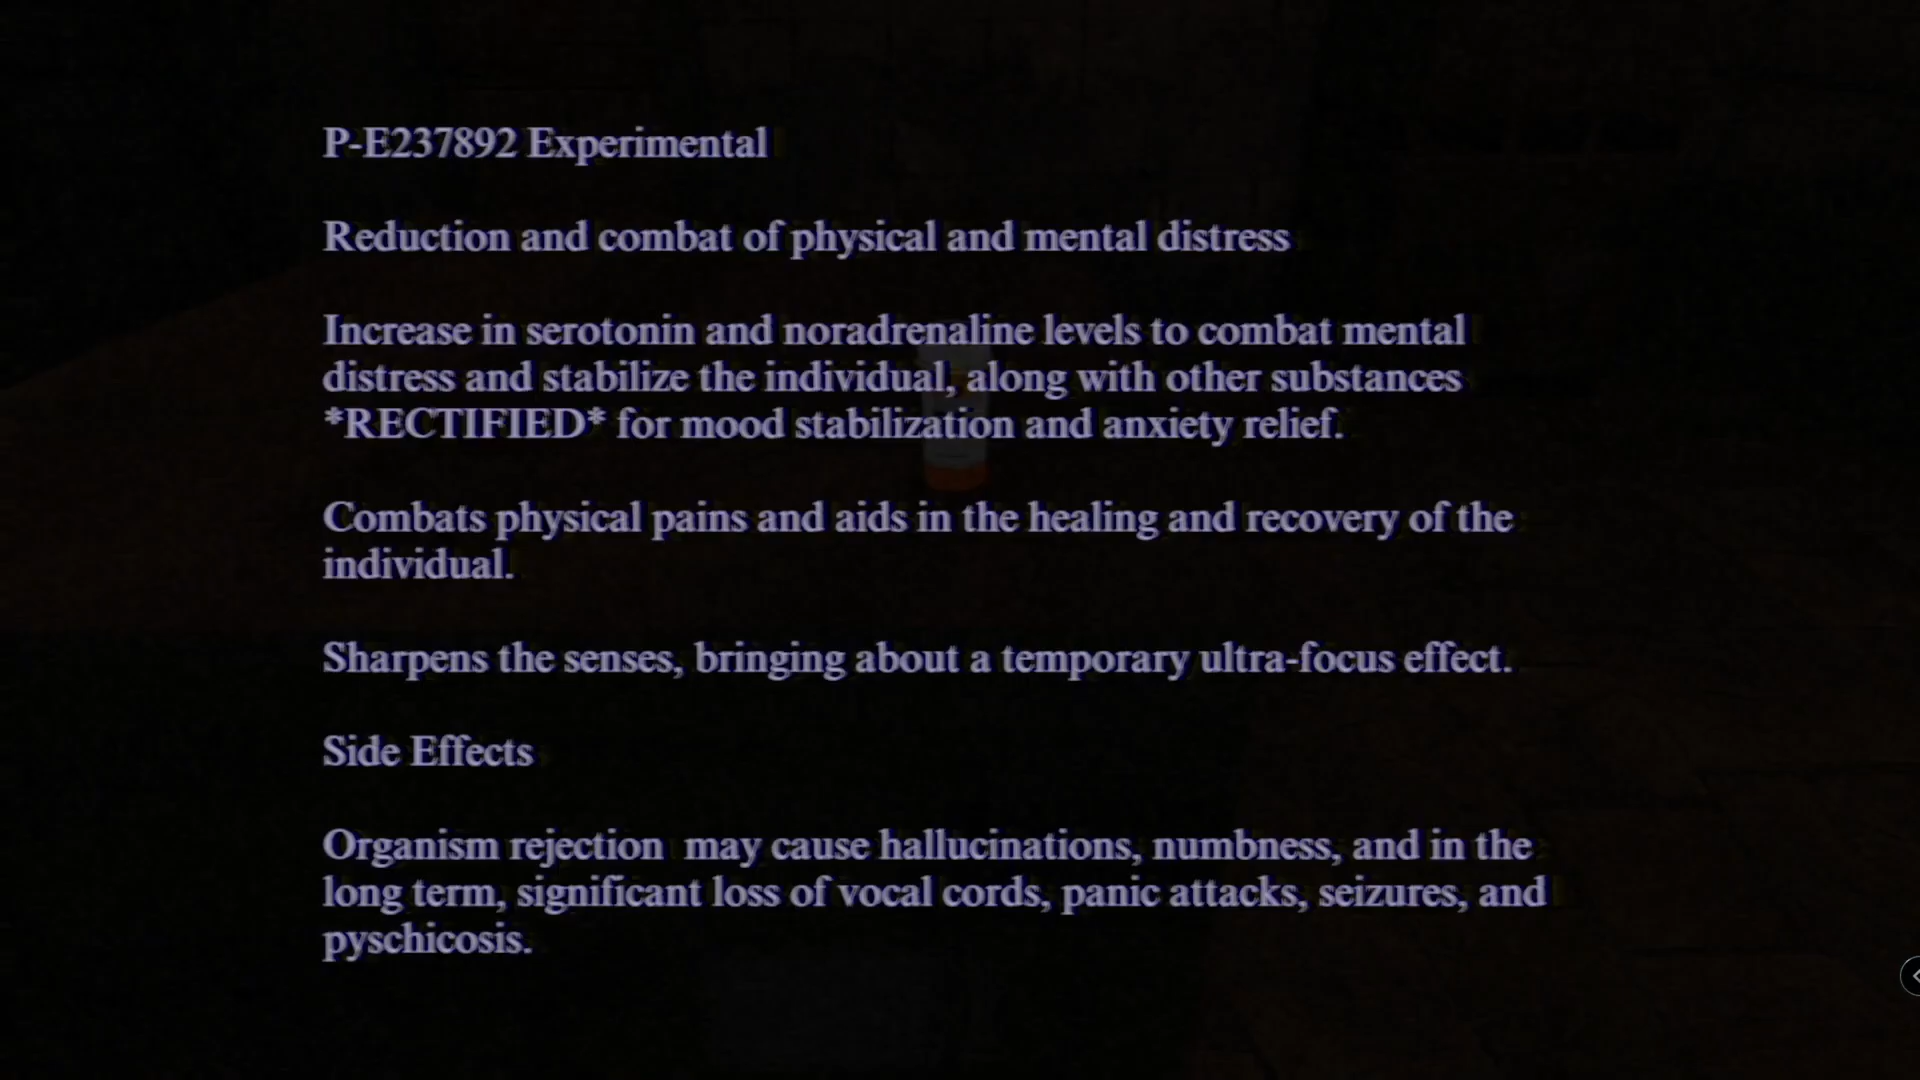 P-E237892 Experimental
Reduction and combat of physical and mental distress
Increase in serotonin and noradrenaline levels to combat mental
distress and stabilize the individual, along with other substances
*RECTIFIED* for mood stabilization and anxiety relief.
Combats physical pains and aids in the healing and recovery of the
individual.
Sharpens the senses, bringing about a temporary ultra-focus effect.
Side Effects
Organism rejection  may cause hallucinations, numbness, and in the
long term, significant loss of vocal cords, panic attacks, seizures, and
pyschicosis.